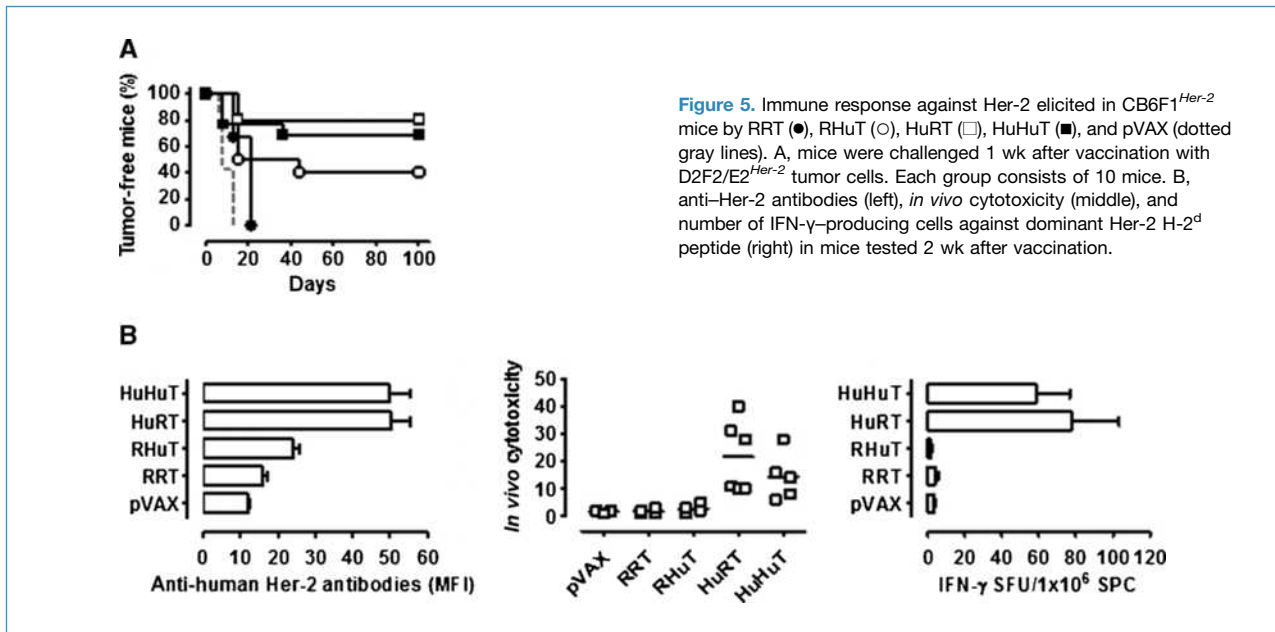 A
Tumor-free mice (%)
100
80
60
40
20
0
0 20 40 60 80 100
Days
Figure 5. Immune response against Her-2 elicited in CB6F1Her-2
mice by RRT (●), RHuT (○), HuRT (□), HuHuT (■), and pVAX (dotted
gray lines). A, mice were challenged 1 wk after vaccination with
D2F2/E2Her-2 tumor cells. Each group consists of 10 mice. B,
anti–Her-2 antibodies (left), in vivo cytotoxicity (middle), and
number of IFN-γ–producing cells against dominant Her-2 H-2d
peptide (right) in mice tested 2 wk after vaccination.
B
HuHuT
HuRT
RHuT
RRT
pVAX
0 10 20 30 40 50 60
Anti-human Her-2 antibodies (MFI)
In vivo cytotoxicity
50
40
30
20
10
0
pVAX RRT RHuT HuRT HuHuT
HuHuT
HuRT
RHuT
RRT
pVAX
0 20 40 60 80 100 120
IFN-γ SFU/1x10⁶ SPC